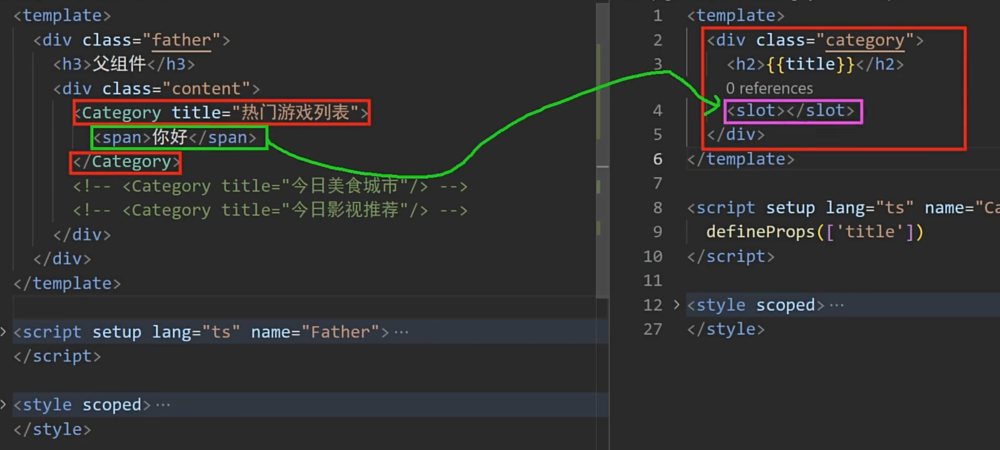 <template>
<div class="father">
<h3>父组件</h3>
<div class="content">
<Category title="热门游戏列表">
<span>你好</span>
</Category>
<!-- <Category title="今日美食城市"/> -->
<!-- <Category title="今日影视推荐"/> -->
</div>
</div>
</template>
<script setup lang="ts" name="Father">···
</script>
<style scoped>···
</style>
1 <template>
2 <div class="category">
3 <h2>{{title}}</h2>
0 references
4 <slot></slot>
5 </div>
6 </template>
7
8 <script setup lang="ts" name="Ca
9 defineProps(['title'])
10 </script>
11
12 <style scoped>···
27 </style>